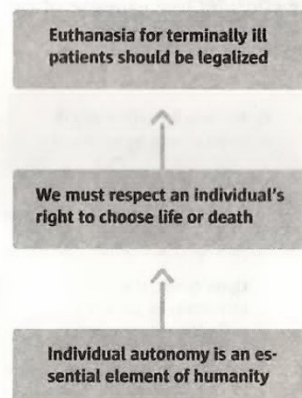 Euthanasia for terminally ill
patients should be legalized
We must respect an individual's
right to choose life or death
Individual autonomy is an es-
sential element of humanity